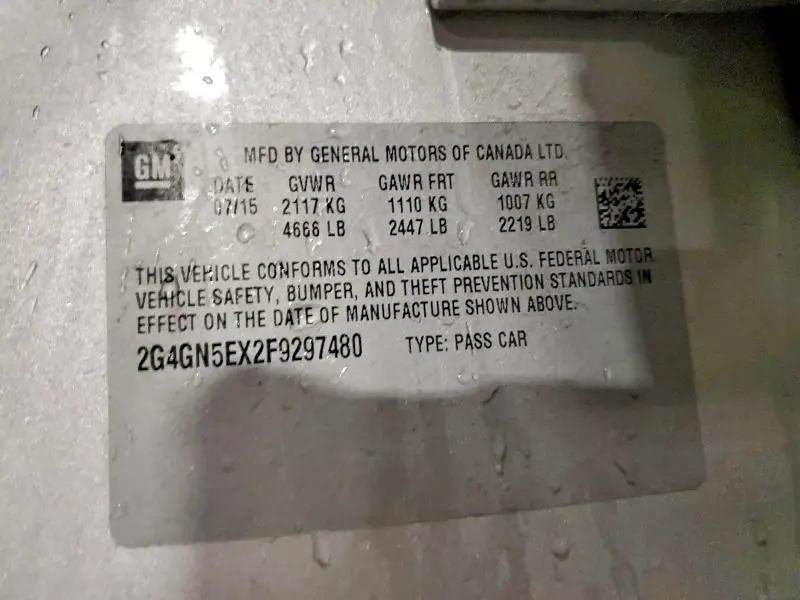 GM
MFD BY GENERAL MOTORS OF CANADA LTD.
DATE GVWR GAWR FRT GAWR RR
07/15 2117 KG 1110 KG 1007 KG
4666 LB 2447 LB 2219 LB
THIS VEHICLE CONFORMS TO ALL APPLICABLE U.S. FEDERAL MOTOR
VEHICLE SAFETY, BUMPER, AND THEFT PREVENTION STANDARDS IN
EFFECT ON THE DATE OF MANUFACTURE SHOWN ABOVE.
2G4GN5EX2F9297480 TYPE: PASS CAR